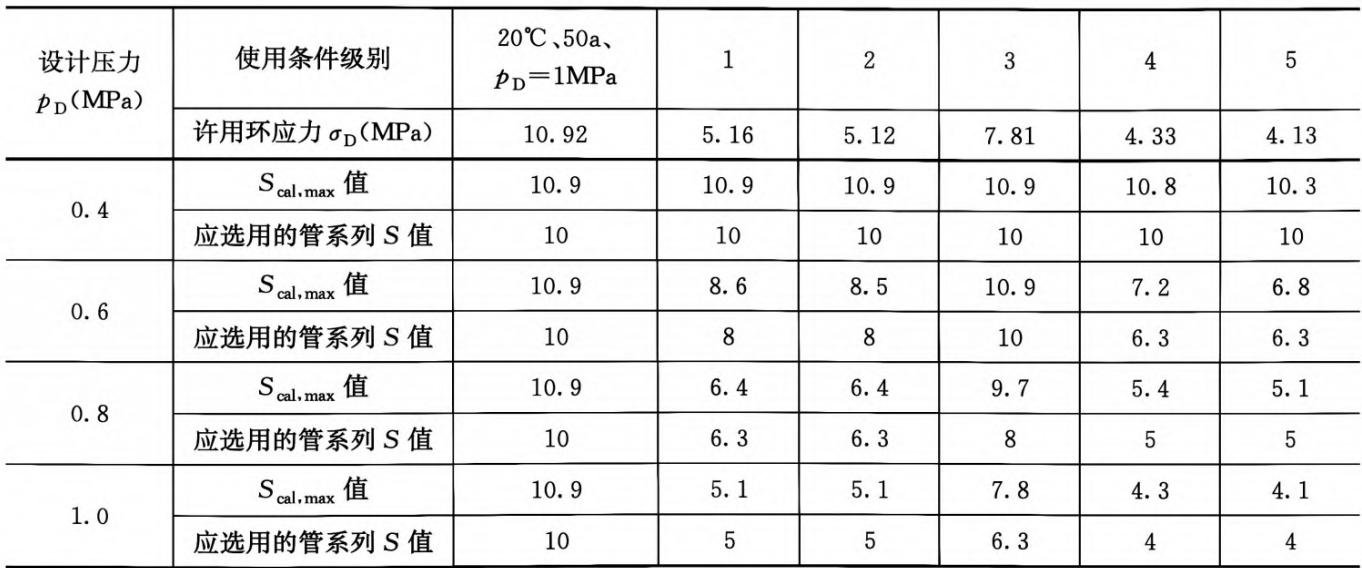 设计压力 p_D(MPa) 使用条件级别 20℃、50a、p_D=1MPa 1 2 3 4 5
许用环应力 σ_D(MPa) 10.92 5.16 5.12 7.81 4.33 4.13
0.4 S_cal,max 值 10.9 10.9 10.9 10.9 10.8 10.3
应选用的管系列 S 值 10 10 10 10 10 10
0.6 S_cal,max 值 10.9 8.6 8.5 10.9 7.2 6.8
应选用的管系列 S 值 10 8 8 10 6.3 6.3
0.8 S_cal,max 值 10.9 6.4 6.4 9.7 5.4 5.1
应选用的管系列 S 值 10 6.3 6.3 8 5 5
1.0 S_cal,max 值 10.9 5.1 5.1 7.8 4.3 4.1
应选用的管系列 S 值 10 5 5 6.3 4 4